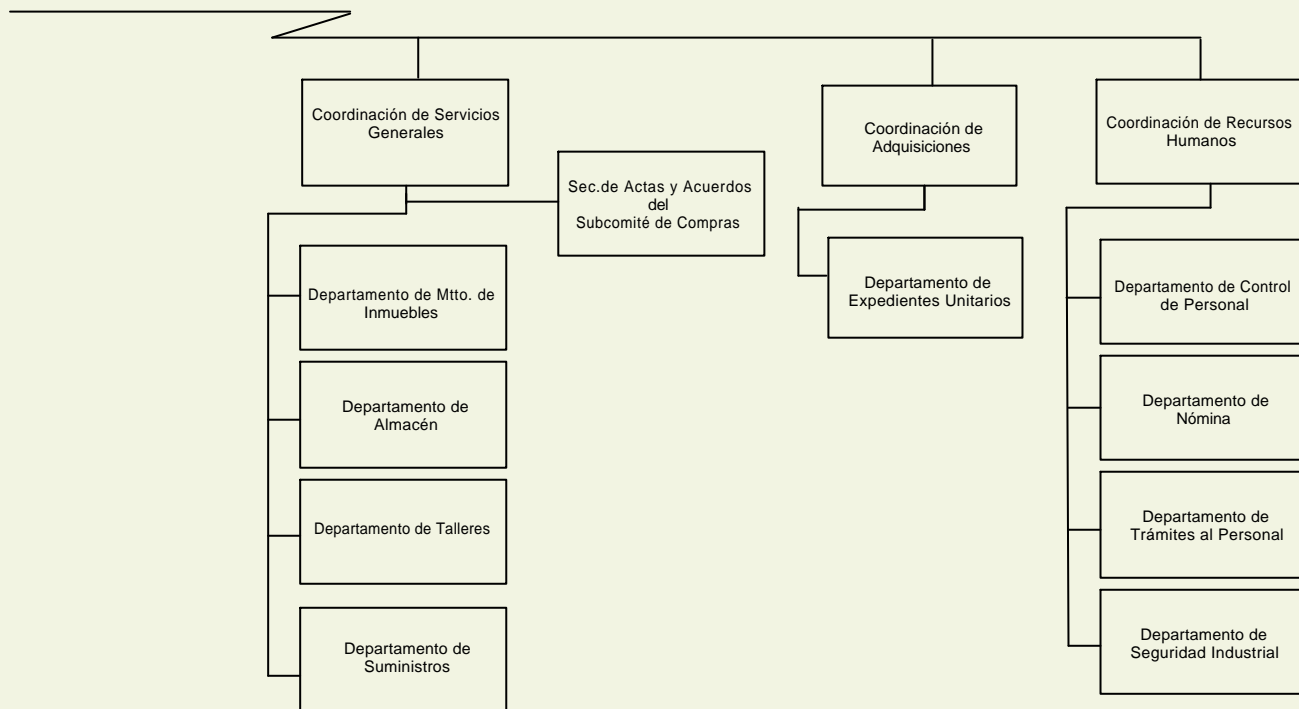 Coordinación de Servicios
Generales
Sec.de Actas y Acuerdos
del
Subcomité de Compras
Departamento de Mtto. de
Inmuebles
Departamento de
Almacén
Departamento de Talleres
Departamento de
Suministros
Coordinación de
Adquisiciones
Departamento de
Expedientes Unitarios
Coordinación de Recursos
Humanos
Departamento de Control
de Personal
Departamento de
Nómina
Departamento de
Trámites al Personal
Departamento de
Seguridad Industrial